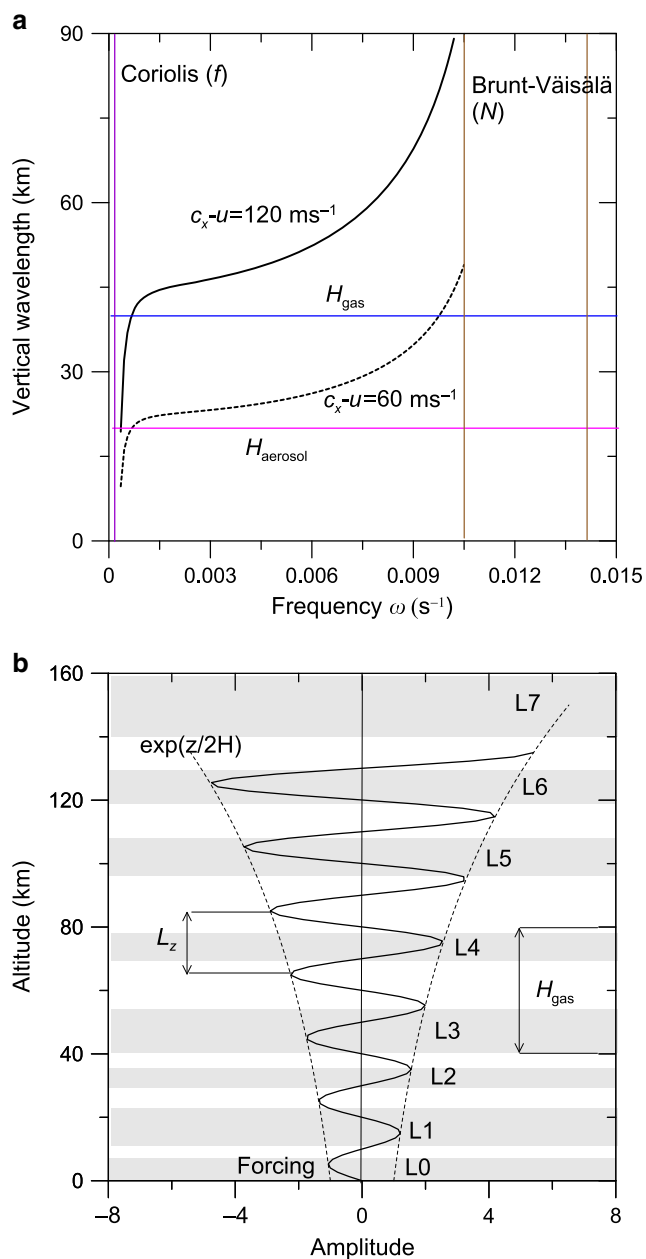 a
90
60
30
0
Vertical wavelength (km)
Coriolis (f)
Brunt-Väisälä
(N)
cₓ-u=120 ms⁻¹
H_gas
cₓ-u=60 ms⁻¹
H_aerosol
0 0.003 0.006 0.009 0.012 0.015
Frequency ω (s⁻¹)
b
160
120
80
40
0
Altitude (km)
exp(z/2H)
L7
L6
L5
L_z
L4
H_gas
L3
L2
L1
Forcing
L0
−8 −4 0 4 8
Amplitude